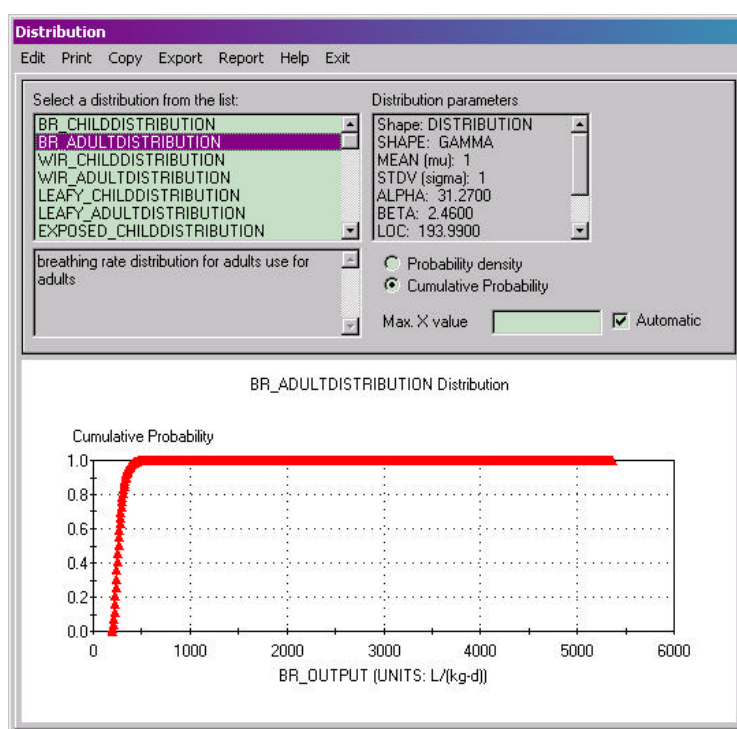 Distribution
Edit Print Copy Export Report Help Exit
Select a distribution from the list:
BR_CHILDDISTRIBUTION
BR_ADULTDISTRIBUTION
WIR_CHILDDISTRIBUTION
WIR_ADULTDISTRIBUTION
LEAFY_CHILDDISTRIBUTION
LEAFY_ADULTDISTRIBUTION
EXPOSED_CHILDDISTRIBUTION
breathing rate distribution for adults use for
adults
Distribution parameters
Shape: DISTRIBUTION
SHAPE: GAMMA
MEAN (mu): 1
STDV (sigma): 1
ALPHA: 31.2700
BETA: 2.4600
LOC: 193.9900
Probability density
Cumulative Probability
Max. X value
Automatic
BR_ADULTDISTRIBUTION Distribution
Cumulative Probability
1.0
0.8
0.6
0.4
0.2
0.0
0 1000 2000 3000 4000 5000 6000
BR_OUTPUT (UNITS: L/(kg-d))